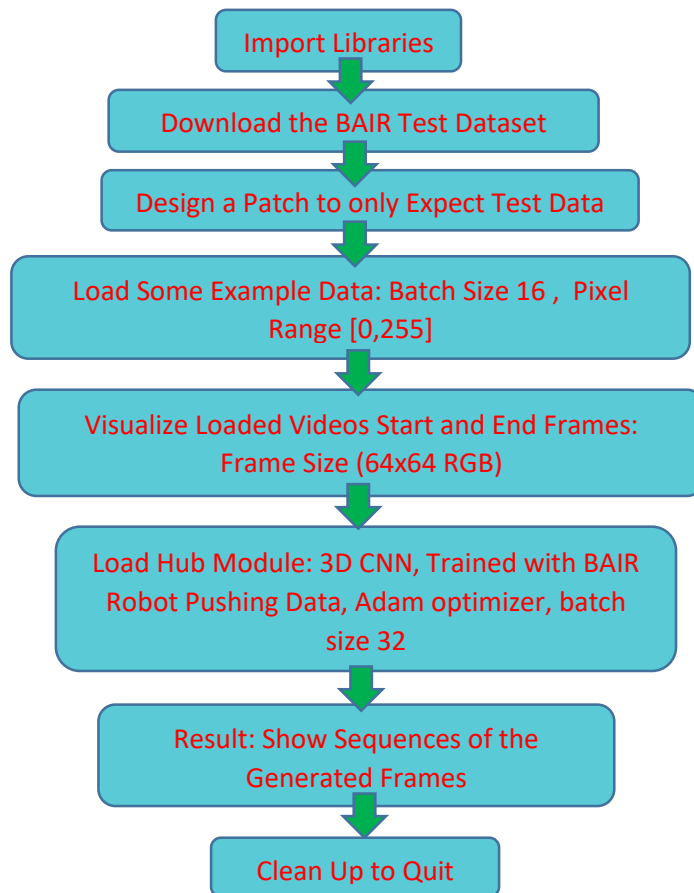 Import Libraries
Download the BAIR Test Dataset
Design a Patch to only Expect Test Data
Load Some Example Data: Batch Size 16 , Pixel
Range [0,255]
Visualize Loaded Videos Start and End Frames:
Frame Size (64x64 RGB)
Load Hub Module: 3D CNN, Trained with BAIR
Robot Pushing Data, Adam optimizer, batch
size 32
Result: Show Sequences of the
Generated Frames
Clean Up to Quit